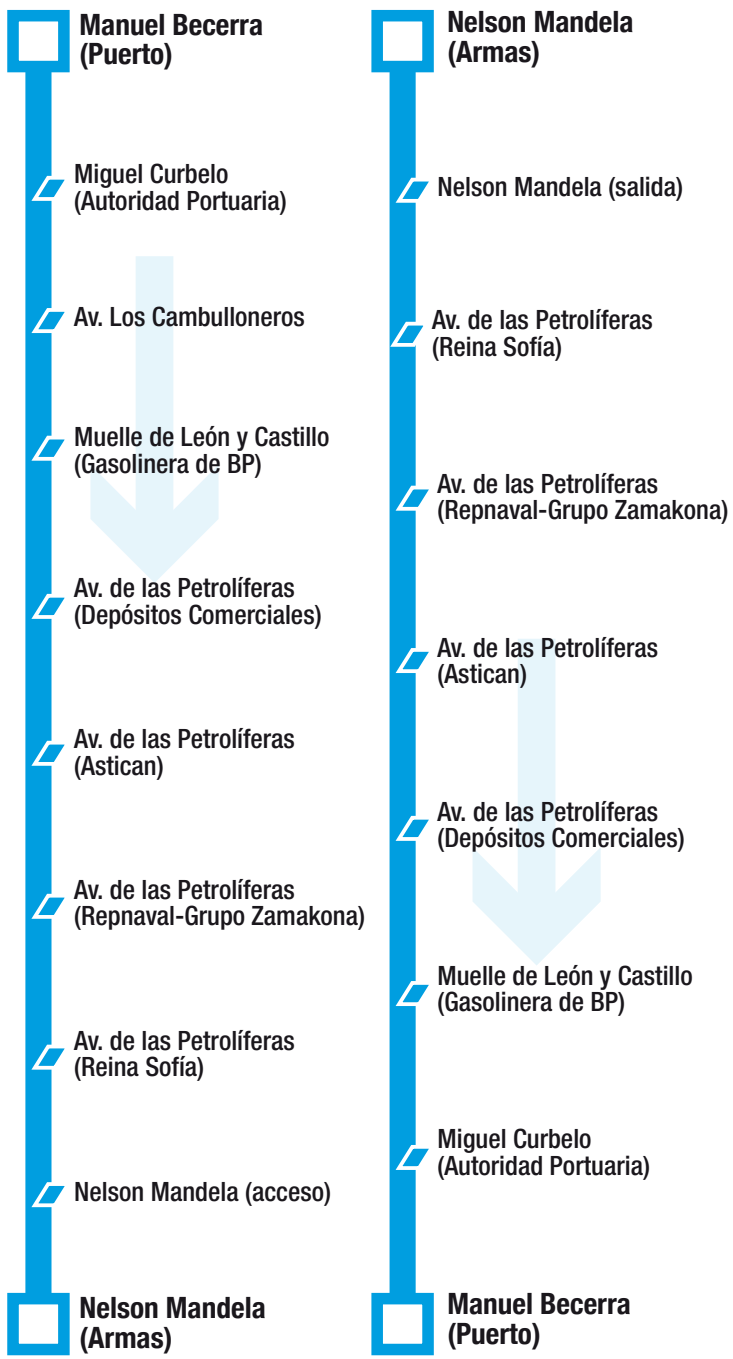 Manuel Becerra
(Puerto)
Miguel Curbelo
(Autoridad Portuaria)
Av. Los Cambulloneros
Muelle de León y Castillo
(Gasolinera de BP)
Av. de las Petrolíferas
(Depósitos Comerciales)
Av. de las Petrolíferas
(Astican)
Av. de las Petrolíferas
(Repnaval-Grupo Zamakona)
Av. de las Petrolíferas
(Reina Sofía)
Nelson Mandela (acceso)
Nelson Mandela
(Armas)
Nelson Mandela
(Armas)
Nelson Mandela (salida)
Av. de las Petrolíferas
(Reina Sofía)
Av. de las Petrolíferas
(Repnaval-Grupo Zamakona)
Av. de las Petrolíferas
(Astican)
Av. de las Petrolíferas
(Depósitos Comerciales)
Muelle de León y Castillo
(Gasolinera de BP)
Miguel Curbelo
(Autoridad Portuaria)
Manuel Becerra
(Puerto)